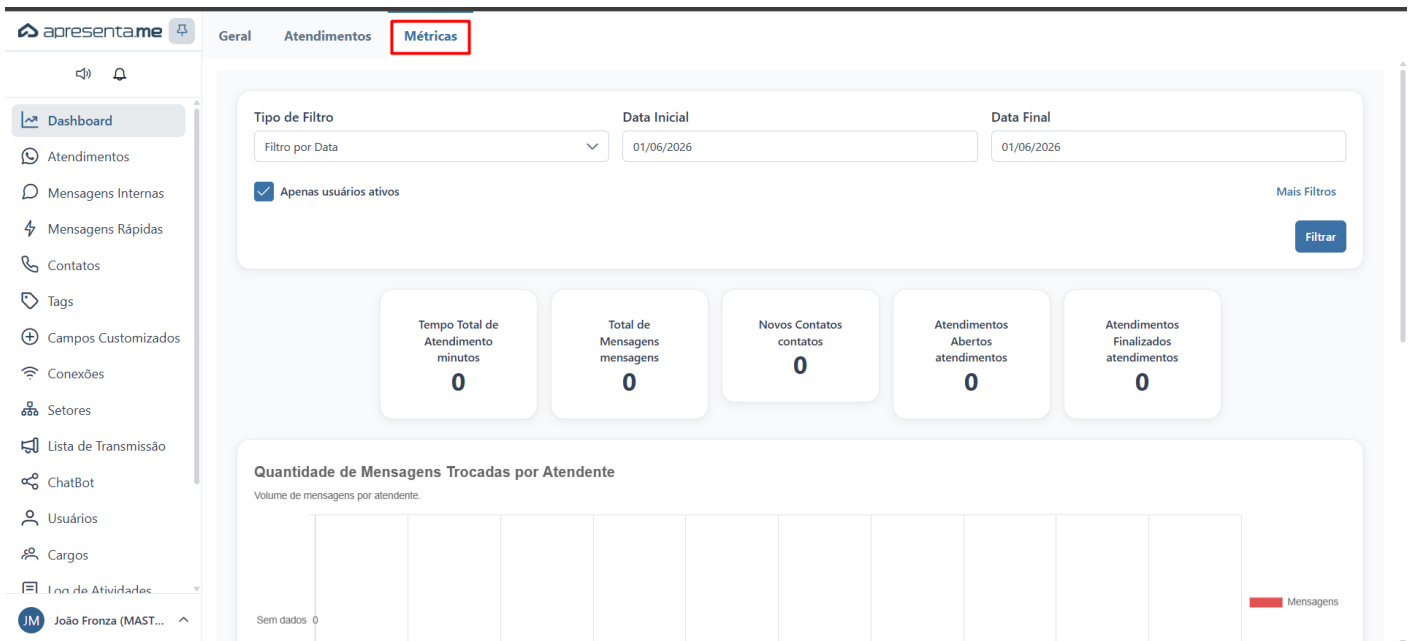 apresenta.me
Geral
Atendimentos
Métricas
Dashboard
Atendimentos
Mensagens Internas
Mensagens Rápidas
Contatos
Tags
Campos Customizados
Conexões
Setores
Lista de Transmissão
ChatBot
Usuários
Cargos
Log de Atividades
JM
João Fronza (MAST...
Tipo de Filtro
Filtro por Data
Data Inicial
01/06/2026
Data Final
01/06/2026
Apenas usuários ativos
Mais Filtros
Filtrar
Tempo Total de
Atendimento
minutos
0
Total de
Mensagens
mensagens
0
Novos Contatos
contatos
0
Atendimentos
Abertos
atendimentos
0
Atendimentos
Finalizados
atendimentos
0
Quantidade de Mensagens Trocadas por Atendente
Volume de mensagens por atendente.
Sem dados 0
Mensagens